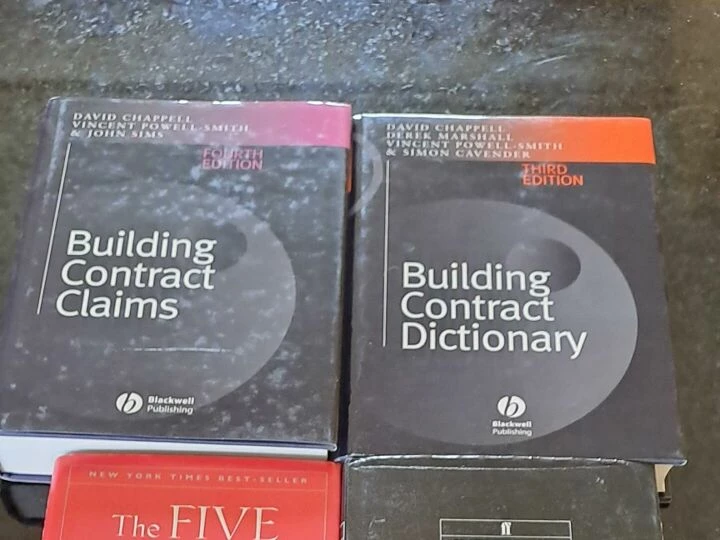 DAVID CHAPPELL
VINCENT POWELL-SMITH
& JOHN SIMS
FOURTH
EDITION
Building
Contract
Claims
b
Blackwell
Publishing
DAVID CHAPPELL
DEREK MARSHALL
VINCENT POWELL-SMITH
& SIMON CAVENDER
THIRD
EDITION
Building
Contract
Dictionary
b
Blackwell
Publishing
NEW YORK TIMES BEST-SELLER
The FIVE
ff